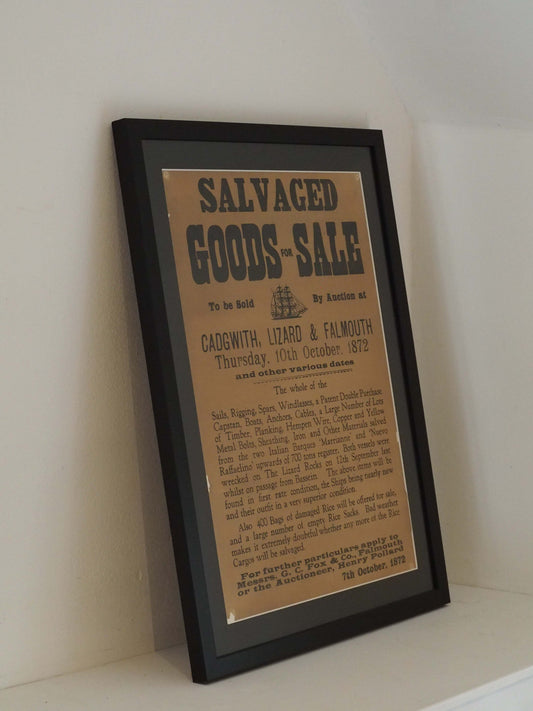 SALVAGED
GOODS FOR SALE
To be Sold By Auction at
CADGWITH, LIZARD & FALMOUTH
Thursday, 10th October, 1872
and other various dates
The whole of the
Sails, Rigging, Spars, Windlasses, a Patent Double Purchase
Capstan, Boats, Anchors, Cables, a Large Number of Lots
of Timber, Planking, Hempen Wire, Copper and Yellow
Metal Bolts, Sheathing, Iron and Other Materials salved
from the two Italian Barques 'Marrianne' and 'Nuevo
Raffaelino' upwards of 700 tons register. Both vessels were
wrecked on The Lizard Rocks on 12th September last
whilst on passage from Bassein. The above items will be
found in first rate condition, the Ships being nearly new
and their outfit in a very superior condition.
Also 400 Bags of damaged Rice will be offered for sale,
and a large number of empty Rice Sacks. Bad weather
makes it extremely doubtful whether any more of the Rice
Cargos will be salvaged.
For further particulars apply to
Messrs. G. C. Fox & Co., Falmouth
or the Auctioneer, Henry Pollard
7th October, 1872